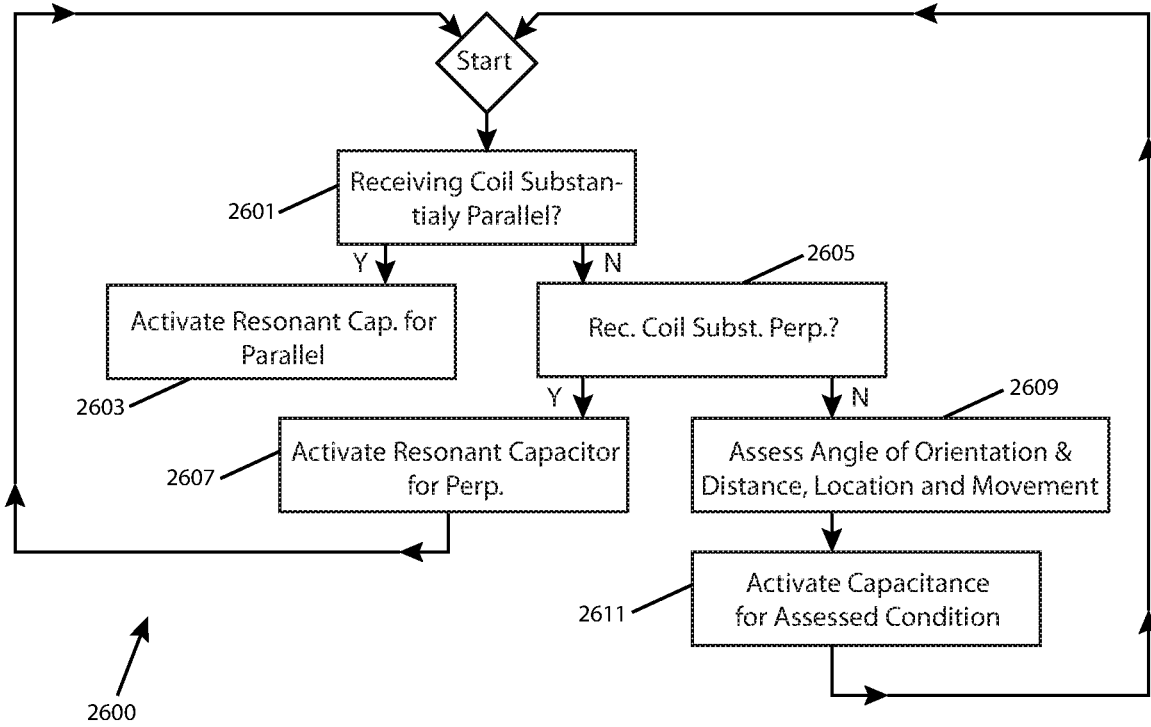 Start
Receiving Coil Substan-
tialy Parallel?
2601
Y
N
2605
Activate Resonant Cap. for
Parallel
Rec. Coil Subst. Perp.?
2603
Y
N
2609
Activate Resonant Capacitor
for Perp.
2607
Assess Angle of Orientation &
Distance, Location and Movement
Activate Capacitance
for Assessed Condition
2611
2600